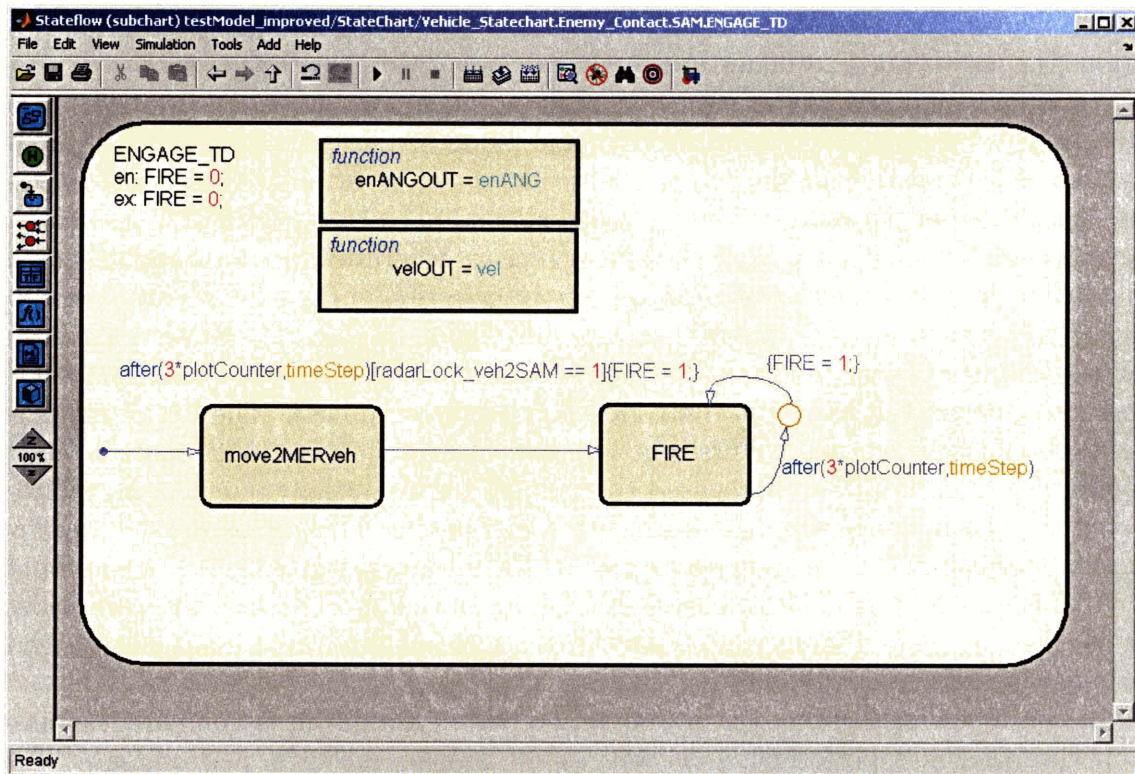 Stateflow (subchart) testModel_improved/StateChart/Vehicle_Statechart.Enemy_Contact.SAM.ENGAGE_TD
File Edit View Simulation Tools Add Help
ENGAGE_TD
en: FIRE = 0;
ex: FIRE = 0;
function
enANGOUT = enANG
function
velOUT = vel
after(3*plotCounter,timeStep)[radarLock_veh2SAM == 1]{FIRE = 1;}
{FIRE = 1;}
move2MERveh
FIRE
after(3*plotCounter,timeStep)
100%
Ready